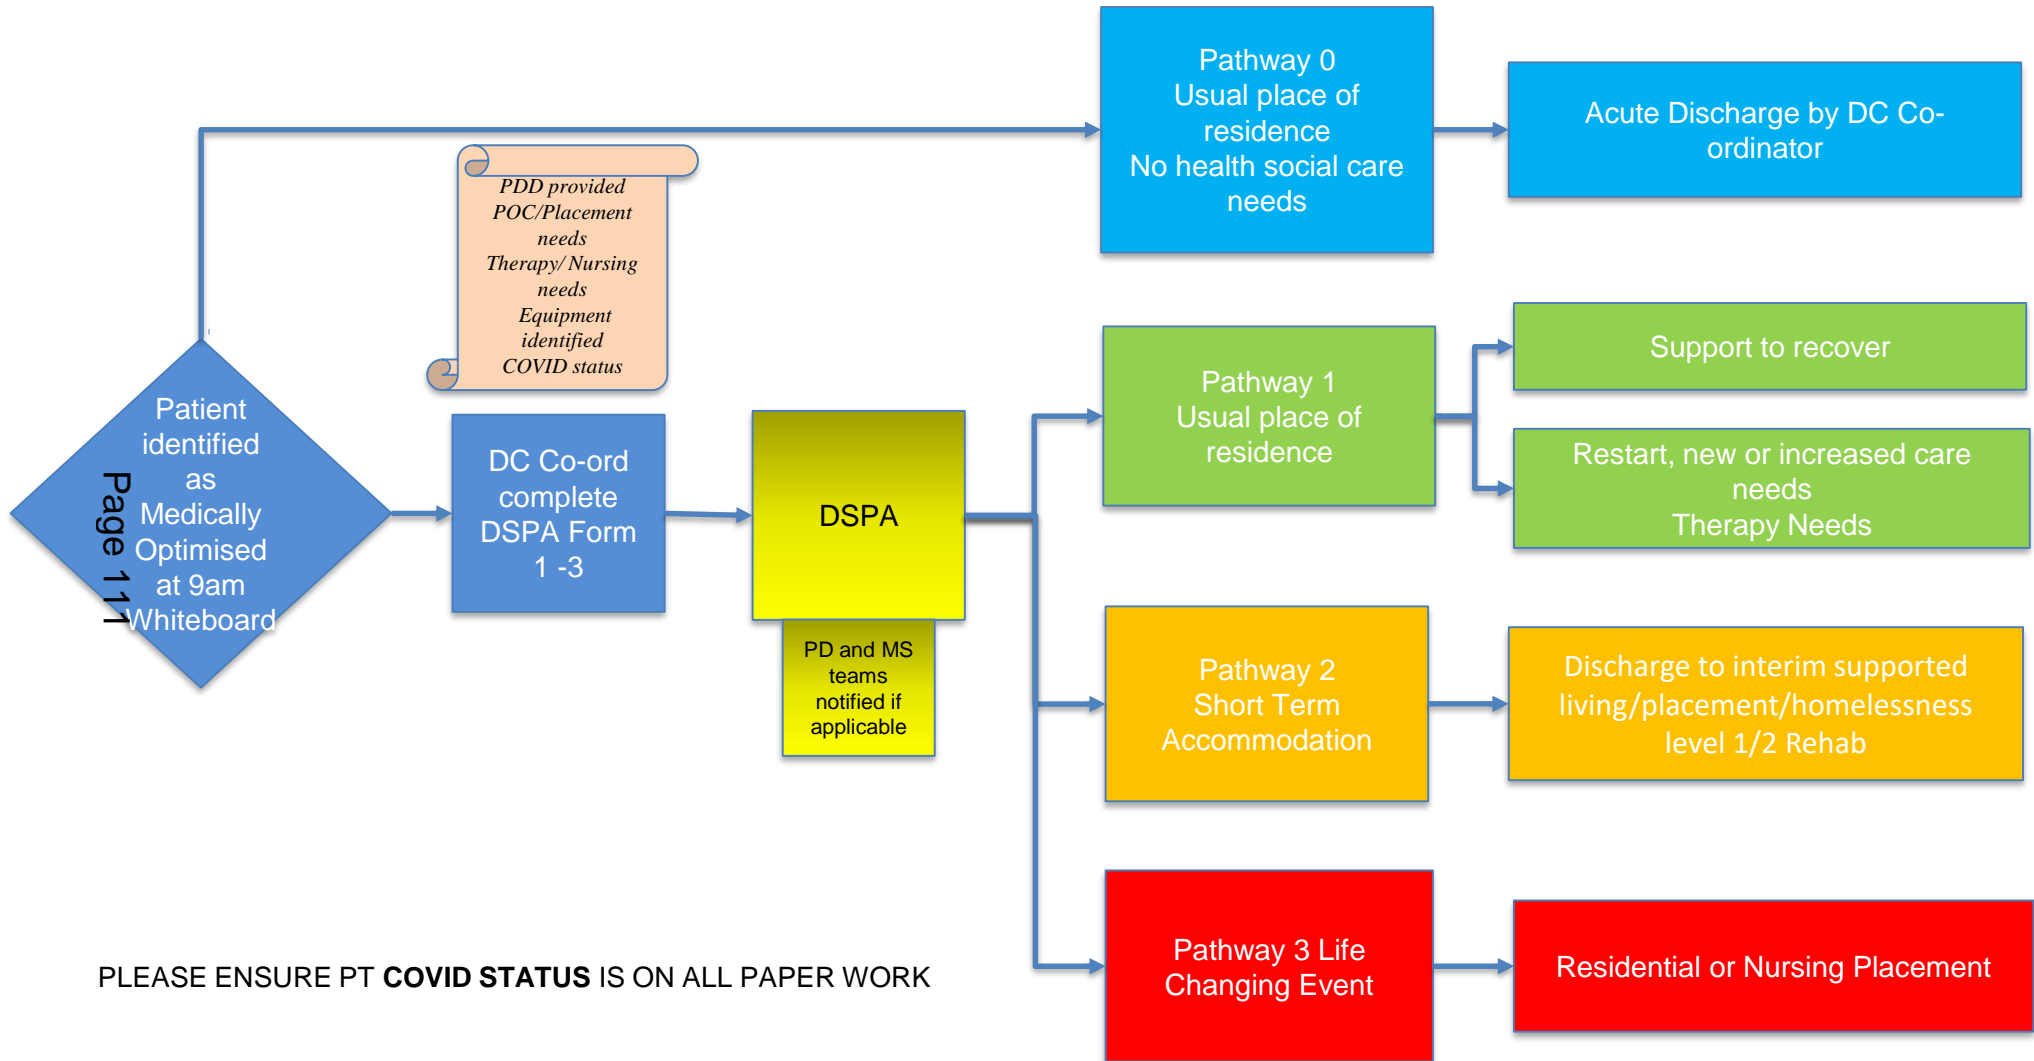 Pathway 0
Usual place of
residence
No health social care
needs
Acute Discharge by DC Co-
ordinator
PDD provided
POC/Placement
needs
Therapy/ Nursing
needs
Equipment
identified
COVID status
Patient
identified
as
Medically
Optimised
at 9am
Whiteboard
Page 111
DC Co-ord
complete
DSPA Form
1 -3
DSPA
PD and MS
teams
notified if
applicable
Pathway 1
Usual place of
residence
Support to recover
Restart, new or increased care
needs
Therapy Needs
Pathway 2
Short Term
Accommodation
Discharge to interim supported
living/placement/homelessness
level 1/2 Rehab
Pathway 3 Life
Changing Event
Residential or Nursing Placement
PLEASE ENSURE PT COVID STATUS IS ON ALL PAPER WORK